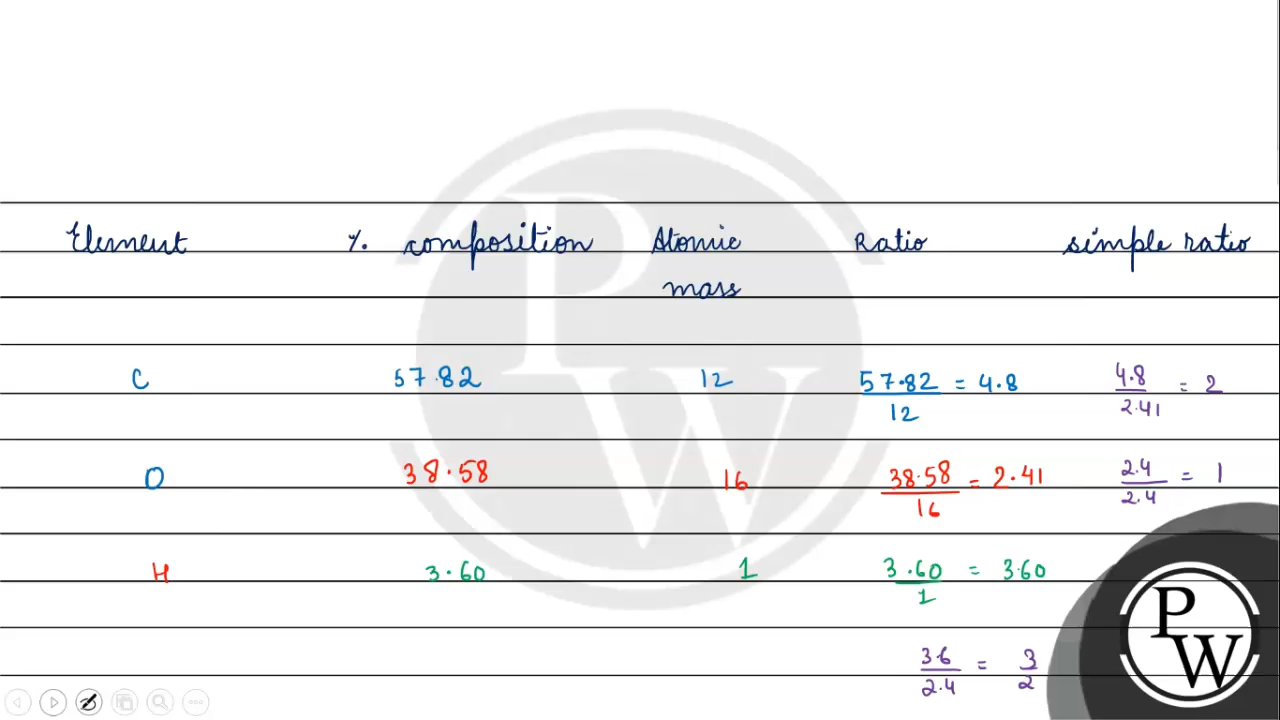 Element %. composition Atomic mass Ratio simple ratio
C 57.82 12 57.82/12 = 4.8 4.8/2.41 = 2
O 38.58 16 38.58/16 = 2.41 2.4/2.4 = 1
H 3.60 1 3.60/1 = 3.60
3.6/2.4 = 3/2
PW
PW